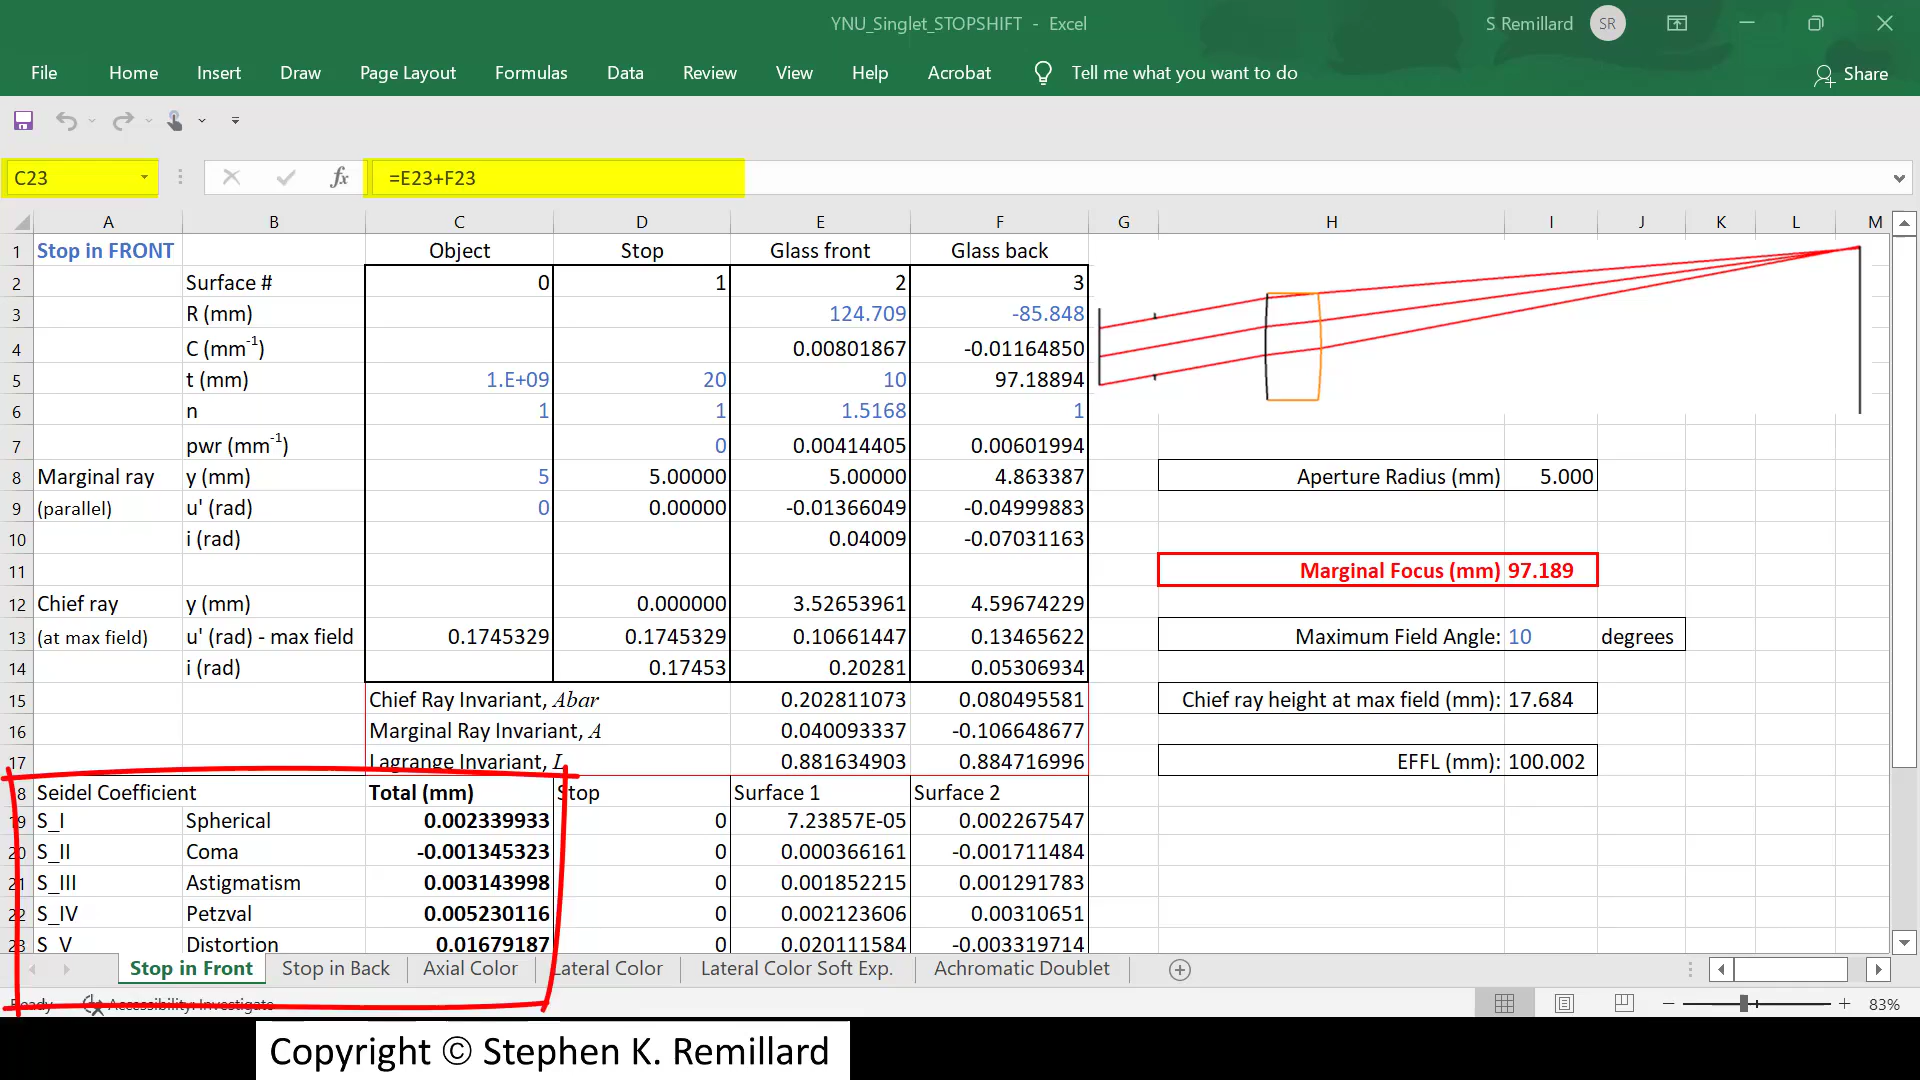 YNU_Singlet_STOPSHIFT - Excel
S Remillard SR
File Home Insert Draw Page Layout Formulas Data Review View Help Acrobat Tell me what you want to do Share
C23 fx =E23+F23
A B C D E F G H I J K L M
1 Stop in FRONT Object Stop Glass front Glass back
2 Surface # 0 1 2 3
3 R (mm) 124.709 -85.848
4 C (mm-1) 0.00801867 -0.01164850
5 t (mm) 1.E+09 20 10 97.18894
6 n 1 1 1.5168 1
7 pwr (mm-1) 0 0.00414405 0.00601994
8 Marginal ray y (mm) 5 5.00000 5.00000 4.863387 Aperture Radius (mm) 5.000
9 (parallel) u' (rad) 0 0.00000 -0.01366049 -0.04999883
10 i (rad) 0.04009 -0.07031163
11 Marginal Focus (mm) 97.189
12 Chief ray y (mm) 0.000000 3.52653961 4.59674229
13 (at max field) u' (rad) - max field 0.1745329 0.1745329 0.10661447 0.13465622 Maximum Field Angle: 10 degrees
14 i (rad) 0.17453 0.20281 0.05306934
15 Chief Ray Invariant, Abar 0.202811073 0.080495581 Chief ray height at max field (mm): 17.684
16 Marginal Ray Invariant, A 0.040093337 -0.106648677
17 Lagrange Invariant, L 0.881634903 0.884716996 EFFL (mm): 100.002
18 Seidel Coefficient Total (mm) Stop Surface 1 Surface 2
19 S_I Spherical 0.002339933 0 7.23857E-05 0.002267547
20 S_II Coma -0.001345323 0 0.000366161 -0.001711484
21 S_III Astigmatism 0.003143998 0 0.001852215 0.001291783
22 S_IV Petzval 0.005230116 0 0.002123606 0.00310651
23 S_V Distortion 0.01679187 0 0.020111584 -0.003319714
Stop in Front Stop in Back Axial Color Lateral Color Lateral Color Soft Exp. Achromatic Doublet
Ready Accessibility: Investigate 83%
Copyright © Stephen K. Remillard